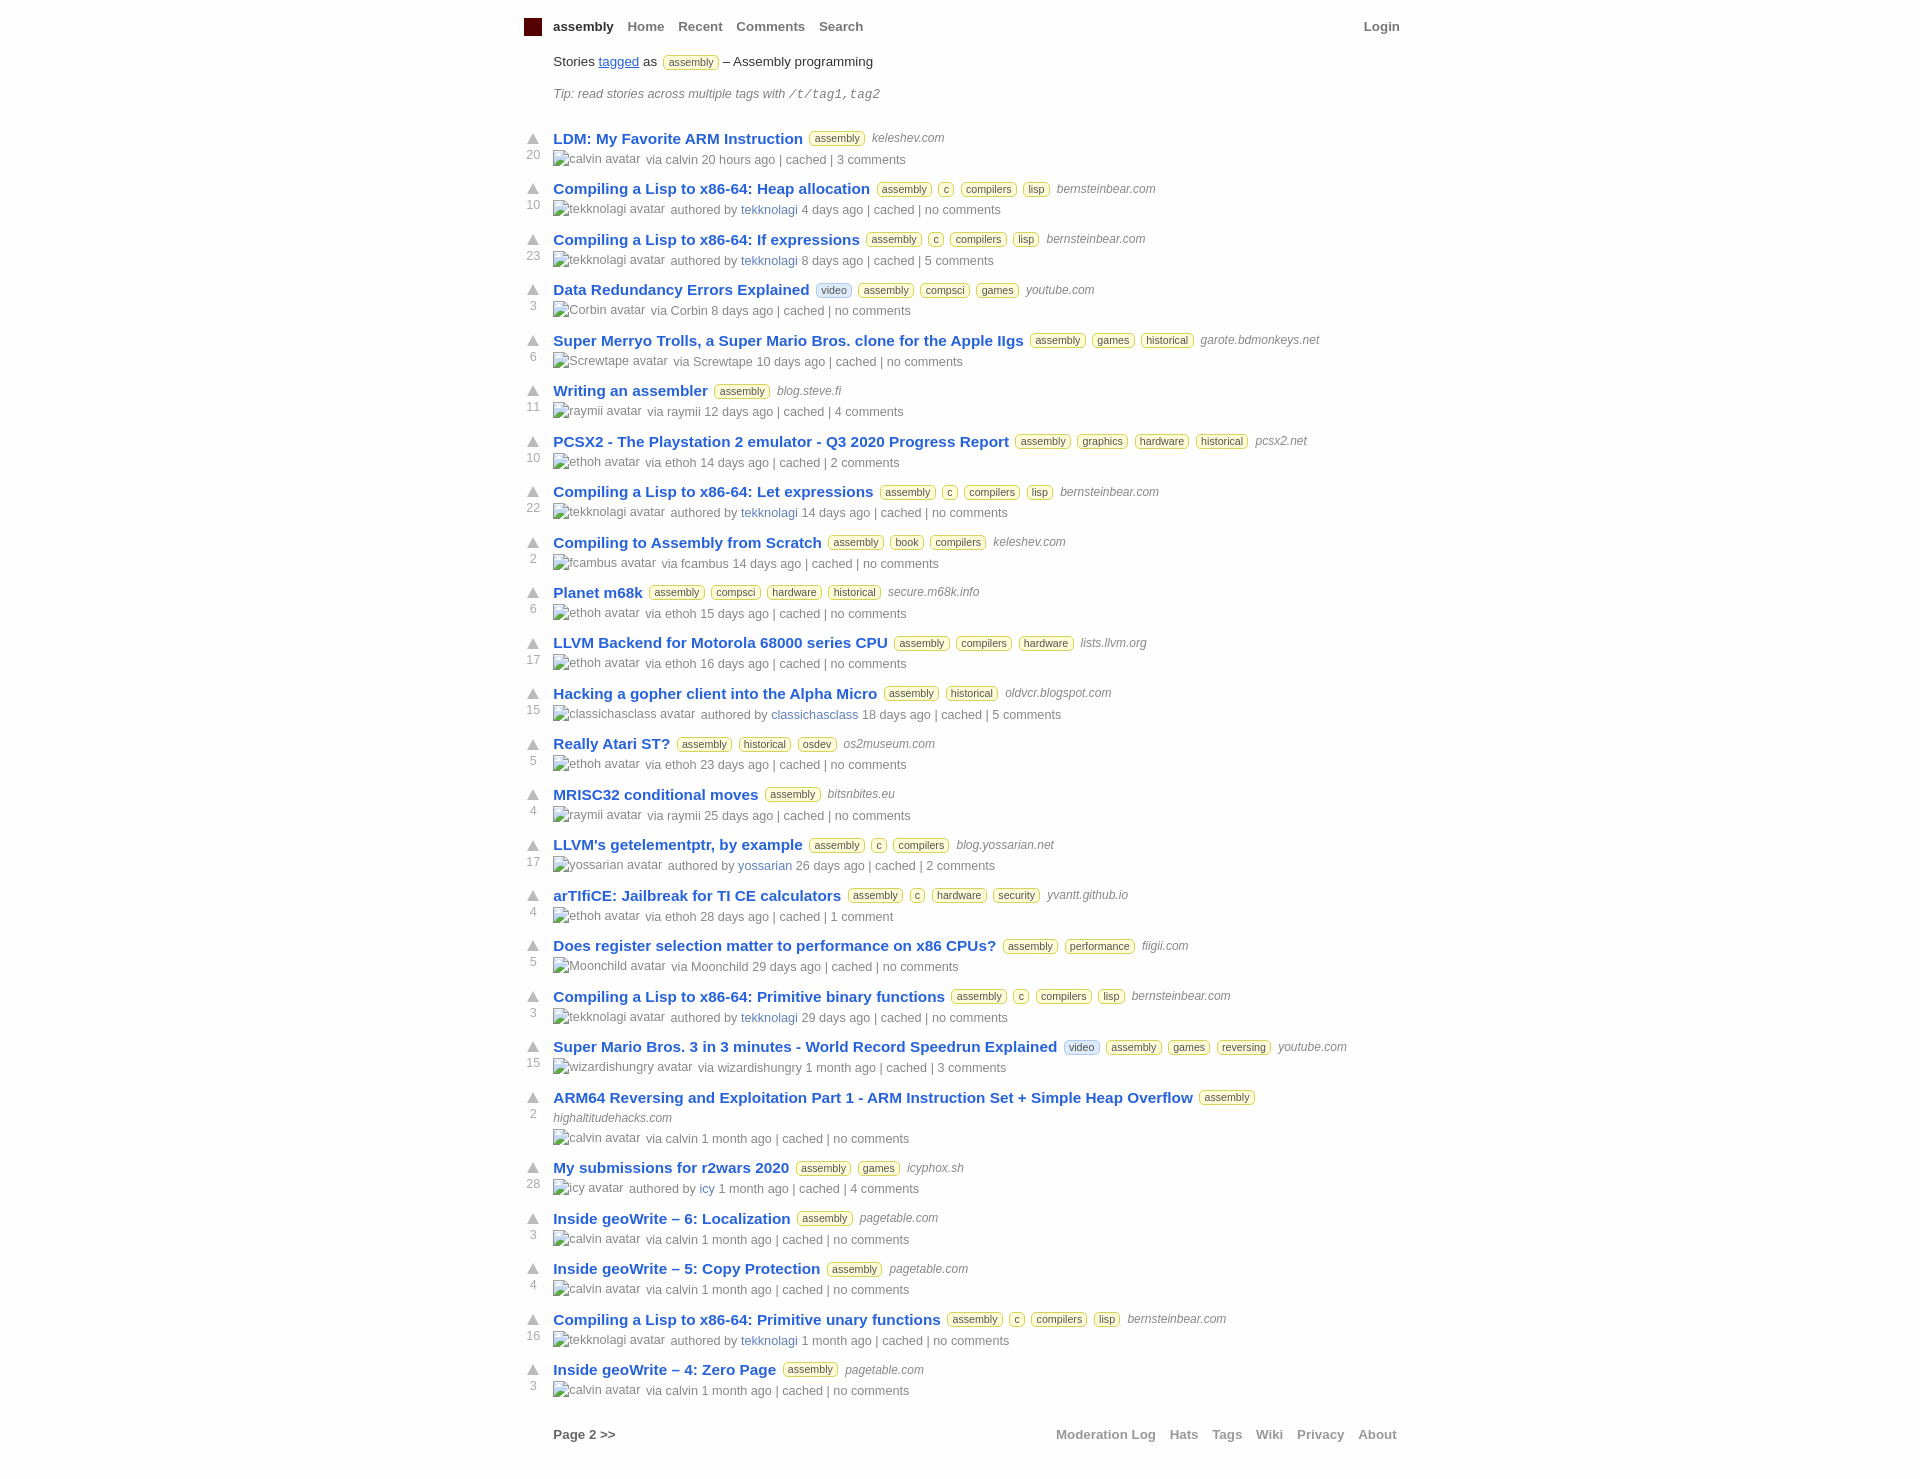 assembly Home Recent Comments Search Login
Stories tagged as assembly – Assembly programming
Tip: read stories across multiple tags with /t/tag1,tag2
LDM: My Favorite ARM Instruction assembly keleshev.com
20 calvin avatar via calvin 20 hours ago | cached | 3 comments
Compiling a Lisp to x86-64: Heap allocation assembly c compilers lisp bernsteinbear.com
10 tekknolagi avatar authored by tekknolagi 4 days ago | cached | no comments
Compiling a Lisp to x86-64: If expressions assembly c compilers lisp bernsteinbear.com
23 tekknolagi avatar authored by tekknolagi 8 days ago | cached | 5 comments
Data Redundancy Errors Explained video assembly compsci games youtube.com
3 Corbin avatar via Corbin 8 days ago | cached | no comments
Super Merryo Trolls, a Super Mario Bros. clone for the Apple IIgs assembly games historical garote.bdmonkeys.net
6 Screwtape avatar via Screwtape 10 days ago | cached | no comments
Writing an assembler assembly blog.steve.fi
11 raymii avatar via raymii 12 days ago | cached | 4 comments
PCSX2 - The Playstation 2 emulator - Q3 2020 Progress Report assembly graphics hardware historical pcsx2.net
10 ethoh avatar via ethoh 14 days ago | cached | 2 comments
Compiling a Lisp to x86-64: Let expressions assembly c compilers lisp bernsteinbear.com
22 tekknolagi avatar authored by tekknolagi 14 days ago | cached | no comments
Compiling to Assembly from Scratch assembly book compilers keleshev.com
2 fcambus avatar via fcambus 14 days ago | cached | no comments
Planet m68k assembly compsci hardware historical secure.m68k.info
6 ethoh avatar via ethoh 15 days ago | cached | no comments
LLVM Backend for Motorola 68000 series CPU assembly compilers hardware lists.llvm.org
17 ethoh avatar via ethoh 16 days ago | cached | no comments
Hacking a gopher client into the Alpha Micro assembly historical oldvcr.blogspot.com
15 classichasclass avatar authored by classichasclass 18 days ago | cached | 5 comments
Really Atari ST? assembly historical osdev os2museum.com
5 ethoh avatar via ethoh 23 days ago | cached | no comments
MRISC32 conditional moves assembly bitsnbites.eu
4 raymii avatar via raymii 25 days ago | cached | no comments
LLVM's getelementptr, by example assembly c compilers blog.yossarian.net
17 yossarian avatar authored by yossarian 26 days ago | cached | 2 comments
arTIfiCE: Jailbreak for TI CE calculators assembly c hardware security yvantt.github.io
4 ethoh avatar via ethoh 28 days ago | cached | 1 comment
Does register selection matter to performance on x86 CPUs? assembly performance fiigii.com
5 Moonchild avatar via Moonchild 29 days ago | cached | no comments
Compiling a Lisp to x86-64: Primitive binary functions assembly c compilers lisp bernsteinbear.com
3 tekknolagi avatar authored by tekknolagi 29 days ago | cached | no comments
Super Mario Bros. 3 in 3 minutes - World Record Speedrun Explained video assembly games reversing youtube.com
15 wizardishungry avatar via wizardishungry 1 month ago | cached | 3 comments
ARM64 Reversing and Exploitation Part 1 - ARM Instruction Set + Simple Heap Overflow assembly
2 highaltitudehacks.com
calvin avatar via calvin 1 month ago | cached | no comments
My submissions for r2wars 2020 assembly games icyphox.sh
28 icy avatar authored by icy 1 month ago | cached | 4 comments
Inside geoWrite – 6: Localization assembly pagetable.com
3 calvin avatar via calvin 1 month ago | cached | no comments
Inside geoWrite – 5: Copy Protection assembly pagetable.com
4 calvin avatar via calvin 1 month ago | cached | no comments
Compiling a Lisp to x86-64: Primitive unary functions assembly c compilers lisp bernsteinbear.com
16 tekknolagi avatar authored by tekknolagi 1 month ago | cached | no comments
Inside geoWrite – 4: Zero Page assembly pagetable.com
3 calvin avatar via calvin 1 month ago | cached | no comments
Page 2 >> Moderation Log Hats Tags Wiki Privacy About